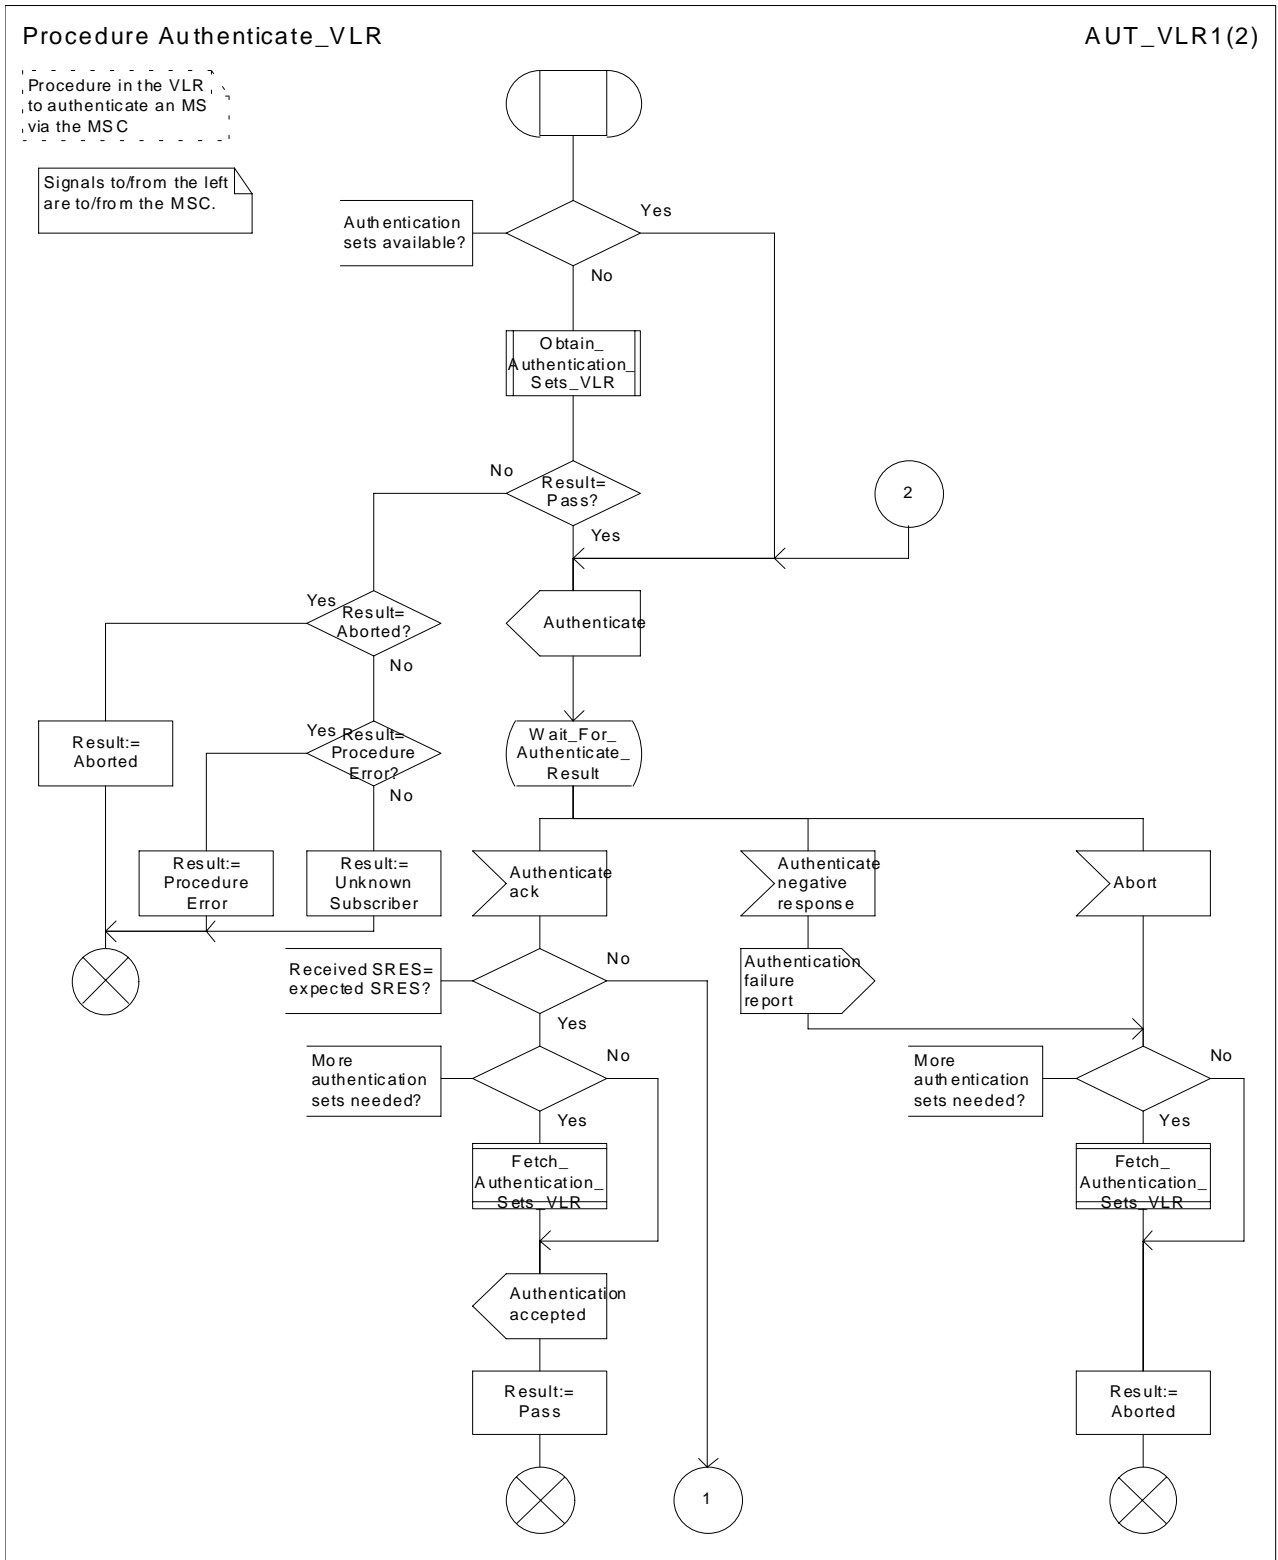 Procedure Authenticate_VLR
AUT_VLR1(2)
Procedure in the VLR
to authenticate an MS
via the MSC
Signals to/from the left
are to/from the MSC.
Authentication
sets available?
Yes
No
Obtain_
Authentication_
Sets_VLR
No
Result=
Pass?
Yes
2
Yes
Result=
Aborted?
No
Authenticate
Result:=
Aborted
Yes
Result=
Procedure
Error?
No
Wait_For_
Authenticate_
Result
Result:=
Procedure
Error
Result:=
Unknown
Subscriber
Authenticate
ack
Authenticate
negative
response
Abort
Received SRES=
expected SRES?
No
Yes
Authentication
failure
report
More
authentication
sets needed?
No
Yes
More
authentication
sets needed?
No
Yes
Fetch_
Authentication_
Sets_VLR
Fetch_
Authentication_
Sets_VLR
Authentication
accepted
Result:=
Pass
Result:=
Aborted
1